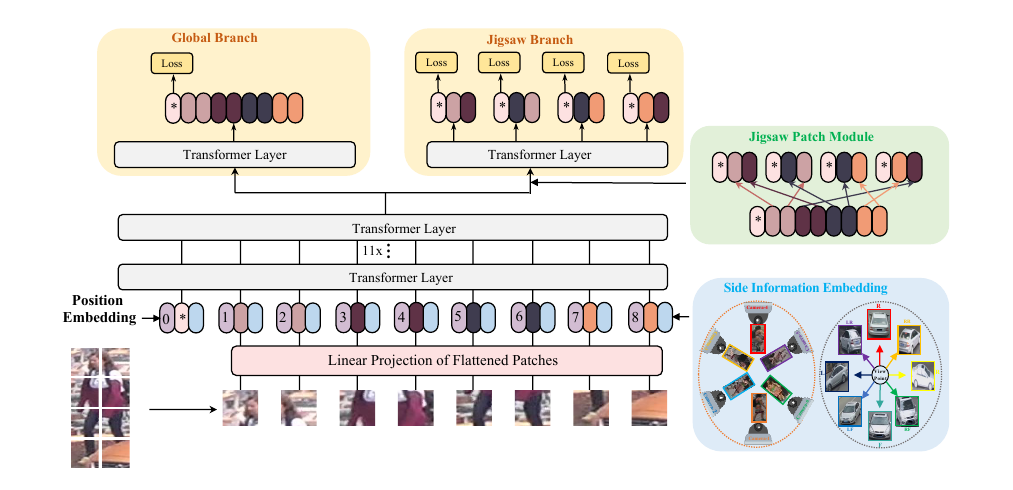 Global Branch
Jigsaw Branch
Loss
Loss
Loss
Loss
Loss
*
*
*
*
*
Transformer Layer
Transformer Layer
Jigsaw Patch Module
*
*
*
*
*
Transformer Layer
11x
Transformer Layer
Position
Embedding
0
*
1
2
3
4
5
6
7
8
Linear Projection of Flattened Patches
Side Information Embedding
R
View
Point